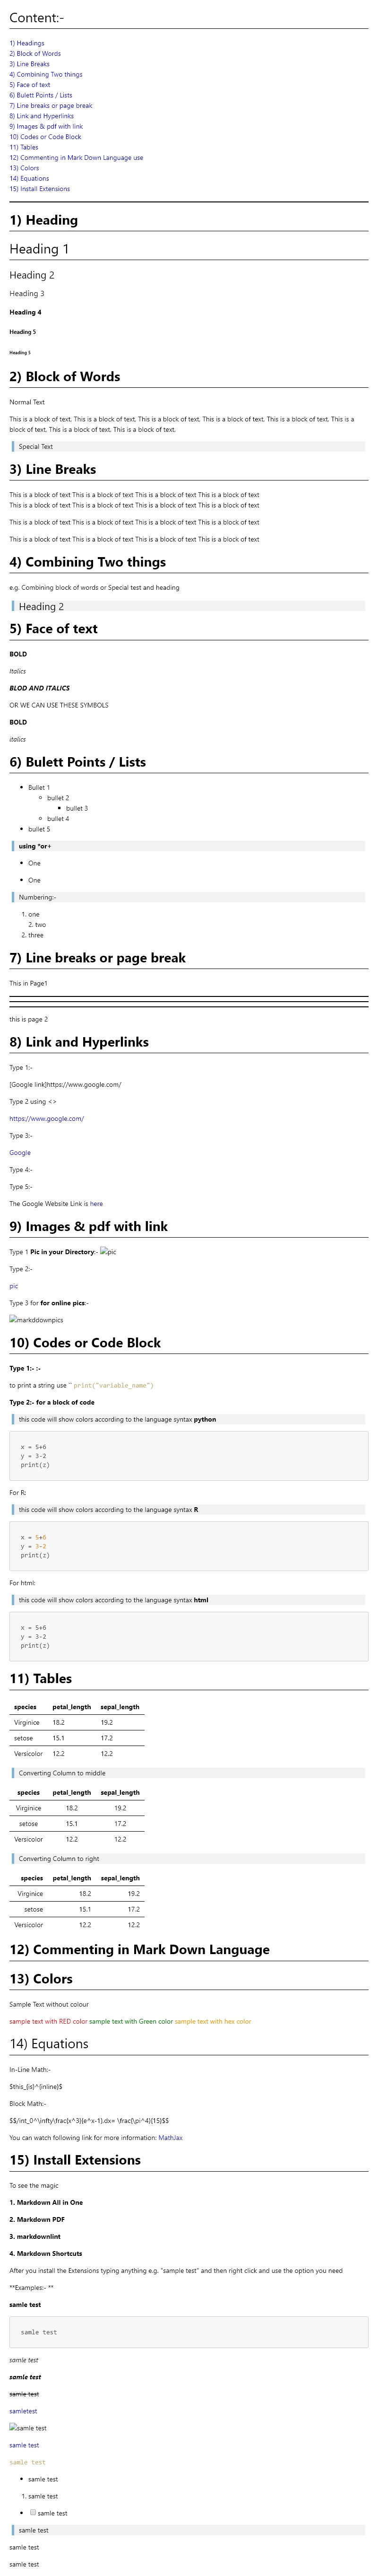 Content:-
1) Headings
2) Block of Words
3) Line Breaks
4) Combining Two things
5) Face of text
6) Bulett Points / Lists
7) Line breaks or page break
8) Link and Hyperlinks
9) Images & pdf with link
10) Codes or Code Block
11) Tables
12) Commenting in Mark Down Language use
13) Colors
14) Equations
15) Install Extensions
1) Heading
Heading 1
Heading 2
Heading 3
Heading 4
Heading 5
Heading 5
2) Block of Words
Normal Text
This is a block of text. This is a block of text. This is a block of text. This is a block of text. This is a block of text. This is a
block of text. This is a block of text. This is a block of text.
Special Text
3) Line Breaks
This is a block of text This is a block of text This is a block of text This is a block of text
This is a block of text This is a block of text This is a block of text This is a block of text
This is a block of text This is a block of text This is a block of text This is a block of text
This is a block of text This is a block of text This is a block of text This is a block of text
4) Combining Two things
e.g. Combining block of words or Special test and heading
Heading 2
5) Face of text
BOLD
Italics
BLOD AND ITALICS
OR WE CAN USE THESE SYMBOLS
BOLD
italics
6) Bulett Points / Lists
• Bullet 1
◦ bullet 2
▪ bullet 3
◦ bullet 4
• bullet 5
using *or+
• One
• One
Numbering:-
1. one
2. two
2. three
7) Line breaks or page break
This in Page1
this is page 2
8) Link and Hyperlinks
Type 1:-
[Google link]https://www.google.com/
Type 2 using <>
https://www.google.com/
Type 3:-
Google
Type 4:-
Type 5:-
The Google Website Link is here
9) Images & pdf with link
Type 1 Pic in your Directory:- pic
Type 2:-
pic
Type 3 for for online pics:-
markddownpics
10) Codes or Code Block
Type 1:- :-
to print a string use `` print("variable_name")
Type 2:- for a block of code
this code will show colors according to the language syntax python
x = 5+6
y = 3-2
print(z)
For R:
this code will show colors according to the language syntax R
x = 5+6
y = 3-2
print(z)
For html:
this code will show colors according to the language syntax html
x = 5+6
y = 3-2
print(z)
11) Tables
species petal_length sepal_length
Virginice 18.2 19.2
setose 15.1 17.2
Versicolor 12.2 12.2
Converting Column to middle
species petal_length sepal_length
Virginice 18.2 19.2
setose 15.1 17.2
Versicolor 12.2 12.2
Converting Column to right
species petal_length sepal_length
Virginice 18.2 19.2
setose 15.1 17.2
Versicolor 12.2 12.2
12) Commenting in Mark Down Language
13) Colors
Sample Text without colour
sample text with RED color sample text with Green color sample text with hex color
14) Equations
In-Line Math:-
$this_{is}^{inline}$
Block Math:-
$$/int_0^\infty\frac{x^3}{e^x-1}.dx= \frac{\pi^4}{15}$$
You can watch following link for more information: MathJax
15) Install Extensions
To see the magic
1. Markdown All in One
2. Markdown PDF
3. markdownlint
4. Markdown Shortcuts
After you install the Extensions typing anything e.g. "sample test" and then right click and use the option you need
**Examples:- **
samle test
samle test
samle test
samle test
samle test
samletest
samle test
samle test
samle test
• samle test
1. samle test
• samle test
samle test
samle test
samle test